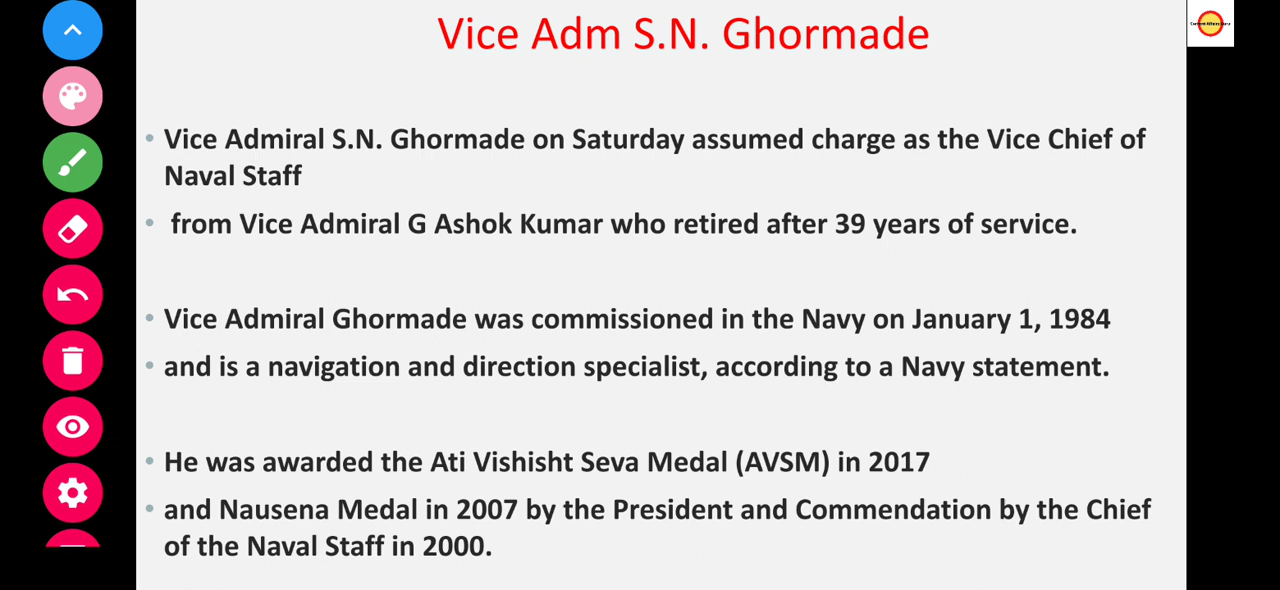 Vice Adm S.N. Ghormade
• Vice Admiral S.N. Ghormade on Saturday assumed charge as the Vice Chief of
Naval Staff
• from Vice Admiral G Ashok Kumar who retired after 39 years of service.
• Vice Admiral Ghormade was commissioned in the Navy on January 1, 1984
• and is a navigation and direction specialist, according to a Navy statement.
• He was awarded the Ati Vishisht Seva Medal (AVSM) in 2017
• and Nausena Medal in 2007 by the President and Commendation by the Chief
of the Naval Staff in 2000.